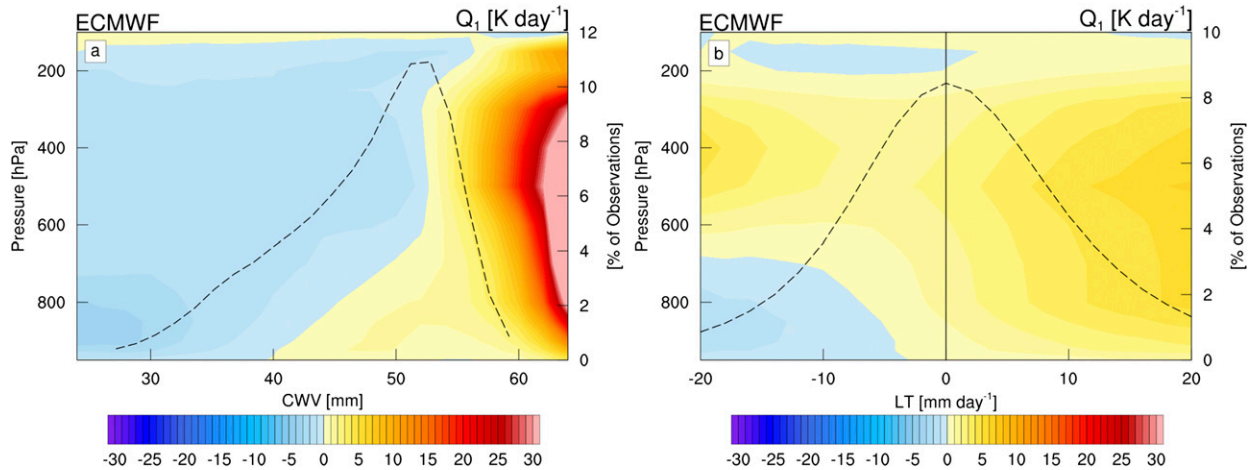 ECMWF Q₁ [K day⁻¹]
a
200
400
600
800
Pressure [hPa]
12
10
8
6
4
2
0
[% of Observations]
30 40 50 60
CWV [mm]
-30 -25 -20 -15 -10 -5 0 5 10 15 20 25 30
ECMWF Q₁ [K day⁻¹]
b
200
400
600
800
Pressure [hPa]
10
8
6
4
2
0
[% of Observations]
-20 -10 0 10 20
LT [mm day⁻¹]
-30 -25 -20 -15 -10 -5 0 5 10 15 20 25 30